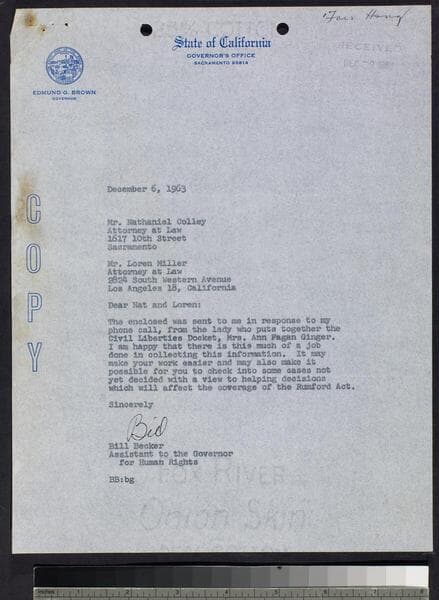 "Fair Housing
State of California
GOVERNOR'S OFFICE
SACRAMENTO 95814
RECEIVED
EDMUND G. BROWN
GOVERNOR
COPY
December 6, 1963
Mr. Nathaniel Colley
Attorney at Law
1617 10th Street
Sacramento
Mr. Loren Miller
Attorney at Law
2824 South Western Avenue
Los Angeles 18, California
Dear Nat and Loren:
The enclosed was sent to me in response to my
phone call, from the lady who puts together the
Civil Liberties Docket, Mrs. Ann Fagan Ginger.
I am happy that there is this much of a job
done in collecting this information. It may
make your work easier and may also make it
possible for you to check into some cases not
yet decided with a view to helping decisions
which will affect the coverage of the Rumford Act.
Sincerely
Bill
Bill Becker
Assistant to the Governor
for Human Rights
BB:bg
Onion Skin